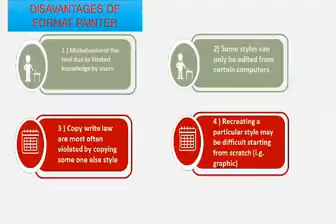 DISAVANTAGES OF
FORMAT PAINTER
1 ) Misbehavior of the
tool due to limited
knowledge by users
2) Some styles can
only be edited from
certain computers
3 ) Copy write law
are most often
violated by copying
some one else style
4 ) Recreating a
particular style may
be difficult starting
from scratch (i.g.
graphic)